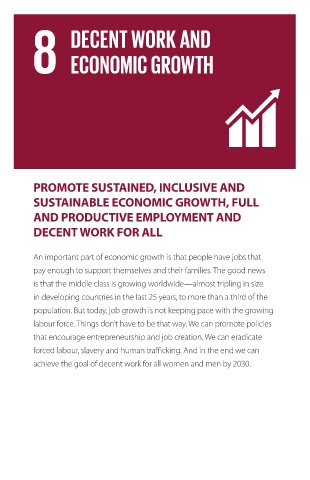 8
DECENT WORK AND
ECONOMIC GROWTH
PROMOTE SUSTAINED, INCLUSIVE AND
SUSTAINABLE ECONOMIC GROWTH, FULL
AND PRODUCTIVE EMPLOYMENT AND
DECENT WORK FOR ALL
An important part of economic growth is that people have jobs that
pay enough to support themselves and their families. The good news
is that the middle class is growing worldwide—almost tripling in size
in developing countries in the last 25 years, to more than a third of the
population. But today, job growth is not keeping pace with the growing
labour force. Things don't have to be that way. We can promote policies
that encourage entrepreneurship and job creation. We can eradicate
forced labour, slavery and human trafficking. And in the end we can
achieve the goal of decent work for all women and men by 2030.